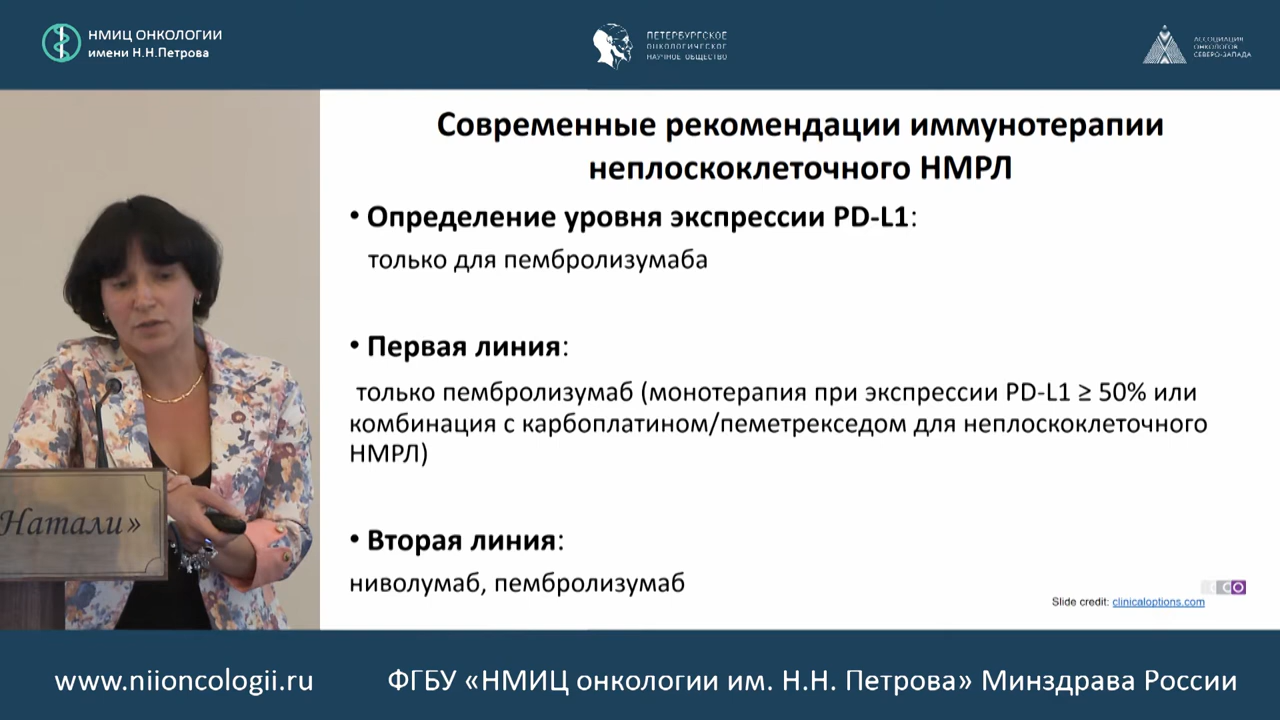 НМИЦ ОНКОЛОГИИ
имени Н.Н.Петрова
ПЕТЕРБУРГСКОЕ
ОНКОЛОГИЧЕСКОЕ
НАУЧНОЕ ОБЩЕСТВО
АССОЦИАЦИЯ
ОНКОЛОГОВ
СЕВЕРО-ЗАПАДА
Современные рекомендации иммунотерапии
неплоскоклеточного НМРЛ
• Определение уровня экспрессии PD-L1:
только для пембролизумаба
• Первая линия:
только пембролизумаб (монотерапия при экспрессии PD-L1 ≥ 50% или
комбинация с карбоплатином/пеметрекседом для неплоскоклеточного
НМРЛ)
• Вторая линия:
ниволумаб, пембролизумаб
Slide credit: clinicaloptions.com
Натали»
www.niioncologii.ru
ФГБУ «НМИЦ онкологии им. Н.Н. Петрова» Минздрава России